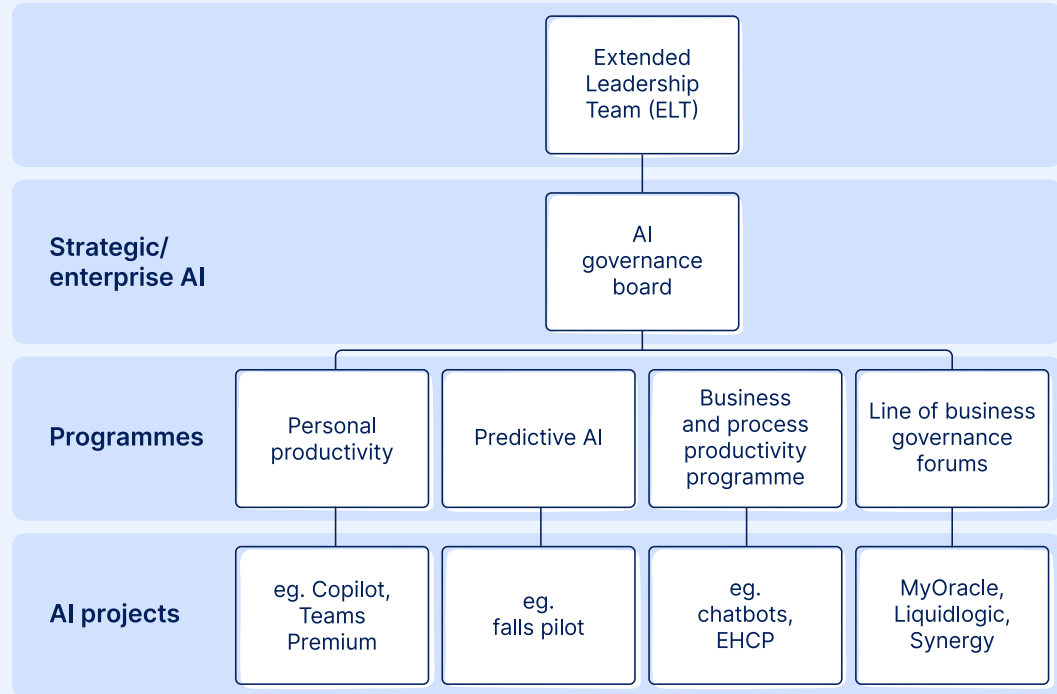 Extended
Leadership
Team (ELT)
Strategic/
enterprise AI
AI
governance
board
Programmes
Personal
productivity
Predictive AI
Business
and process
productivity
programme
Line of business
governance
forums
AI projects
eg. Copilot,
Teams
Premium
eg.
falls pilot
eg.
chatbots,
EHCP
MyOracle,
Liquidlogic,
Synergy